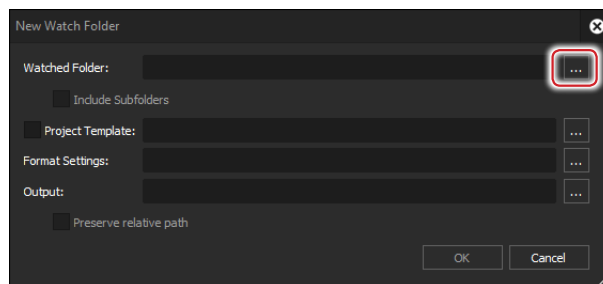 New Watch Folder
Watched Folder: ...
Include Subfolders
Project Template: ...
Format Settings: ...
Output: ...
Preserve relative path
OK Cancel